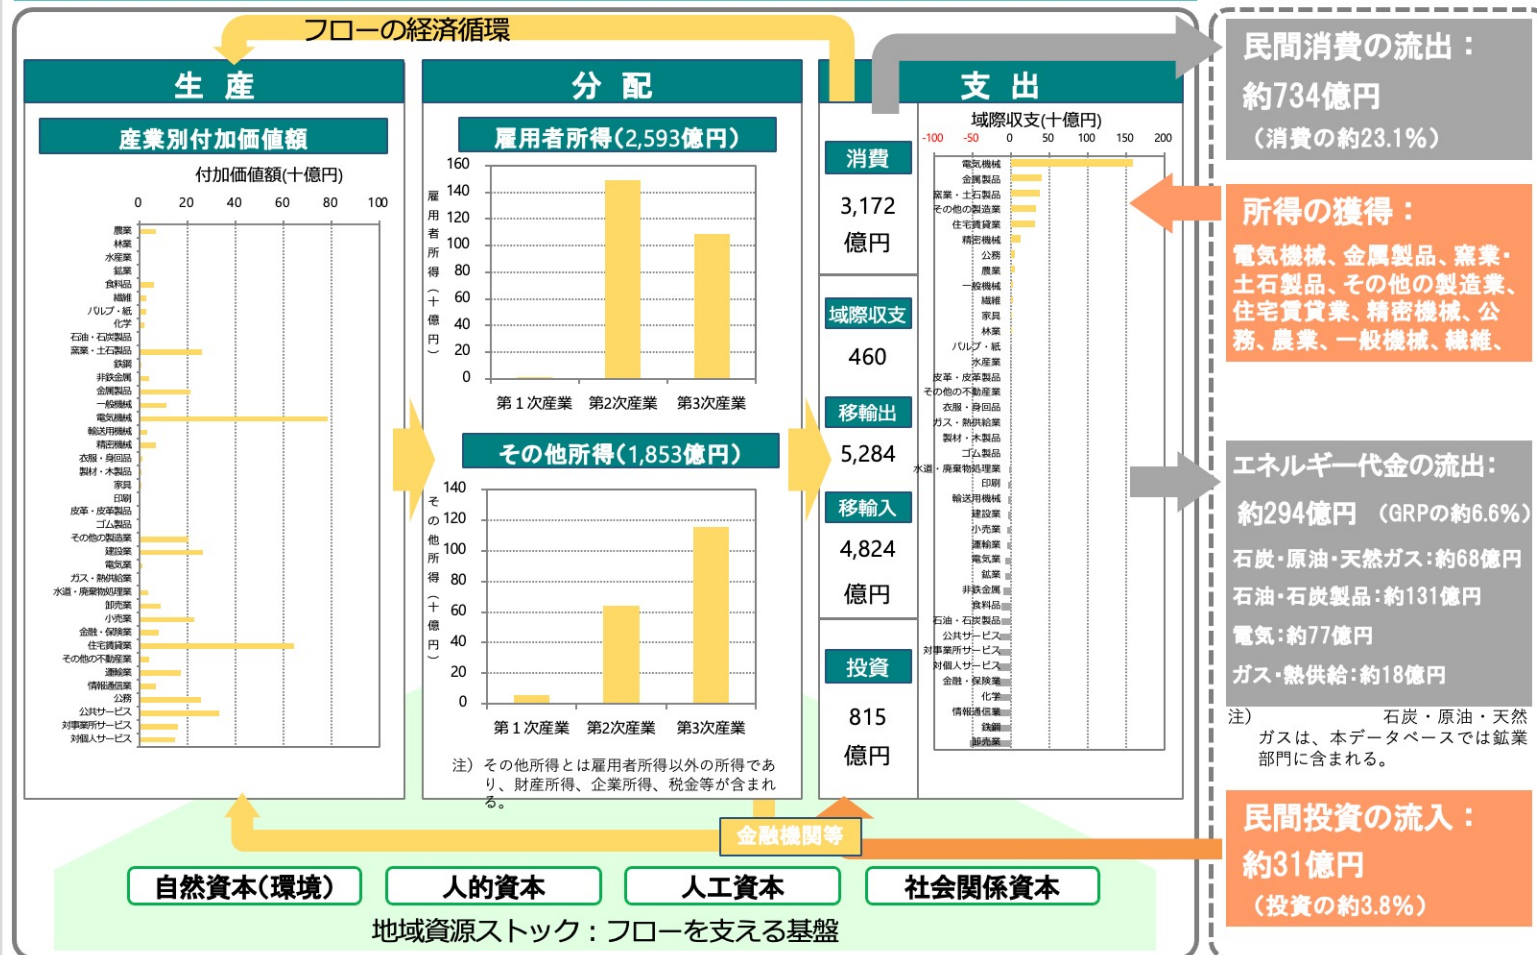 フローの経済循環
生 産
産業別付加価値額
付加価値額(十億円)
0 20 40 60 80 100
農業
林業
水産業
鉱業
食料品
繊維
パルプ・紙
化学
石油・石炭製品
窯業・土石製品
鉄鋼
非鉄金属
金属製品
一般機械
電気機械
輸送用機械
精密機械
衣服・身回品
製材・木製品
家具
印刷
皮革・皮革製品
ゴム製品
その他の製造業
建設業
電気業
ガス・熱供給業
水道・廃棄物処理業
卸売業
小売業
金融・保険業
住宅賃貸業
その他の不動産業
運輸業
情報通信業
公務
公共サービス
対事業所サービス
対個人サービス
分 配
雇用者所得(2,593億円)
雇用者所得(十億円)
160
140
120
100
80
60
40
20
0
第1次産業 第2次産業 第3次産業
その他所得(1,853億円)
その他所得(十億円)
140
120
100
80
60
40
20
0
第1次産業 第2次産業 第3次産業
注) その他所得とは雇用者所得以外の所得であ
り、財産所得、企業所得、税金等が含まれ
る。
支 出
消費
3,172
億円
域際収支
460
移輸出
5,284
移輸入
4,824
億円
投資
815
億円
域際収支(十億円)
-100 -50 0 50 100 150 200
電気機械
金属製品
窯業・土石製品
その他の製造業
住宅賃貸業
精密機械
公務
農業
一般機械
繊維
家具
林業
パルプ・紙
水産業
皮革・皮革製品
その他の不動産業
衣服・身回品
ガス・熱供給業
製材・木製品
ゴム製品
水道・廃棄物処理業
印刷
輸送用機械
建設業
小売業
運輸業
電気業
鉱業
非鉄金属
食料品
石油・石炭製品
公共サービス
対事業所サービス
対個人サービス
金融・保険業
化学
情報通信業
鉄鋼
卸売業
民間消費の流出：
約734億円
（消費の約23.1%）
所得の獲得：
電気機械、金属製品、窯業・
土石製品、その他の製造業、
住宅賃貸業、精密機械、公
務、農業、一般機械、繊維、
エネルギー代金の流出：
約294億円 （GRPの約6.6%）
石炭・原油・天然ガス：約68億円
石油・石炭製品：約131億円
電気：約77億円
ガス・熱供給：約18億円
注) 石炭・原油・天然
ガスは、本データベースでは鉱業
部門に含まれる。
民間投資の流入：
約31億円
（投資の約3.8%）
金融機関等
自然資本（環境） 人的資本 人工資本 社会関係資本
地域資源ストック：フローを支える基盤